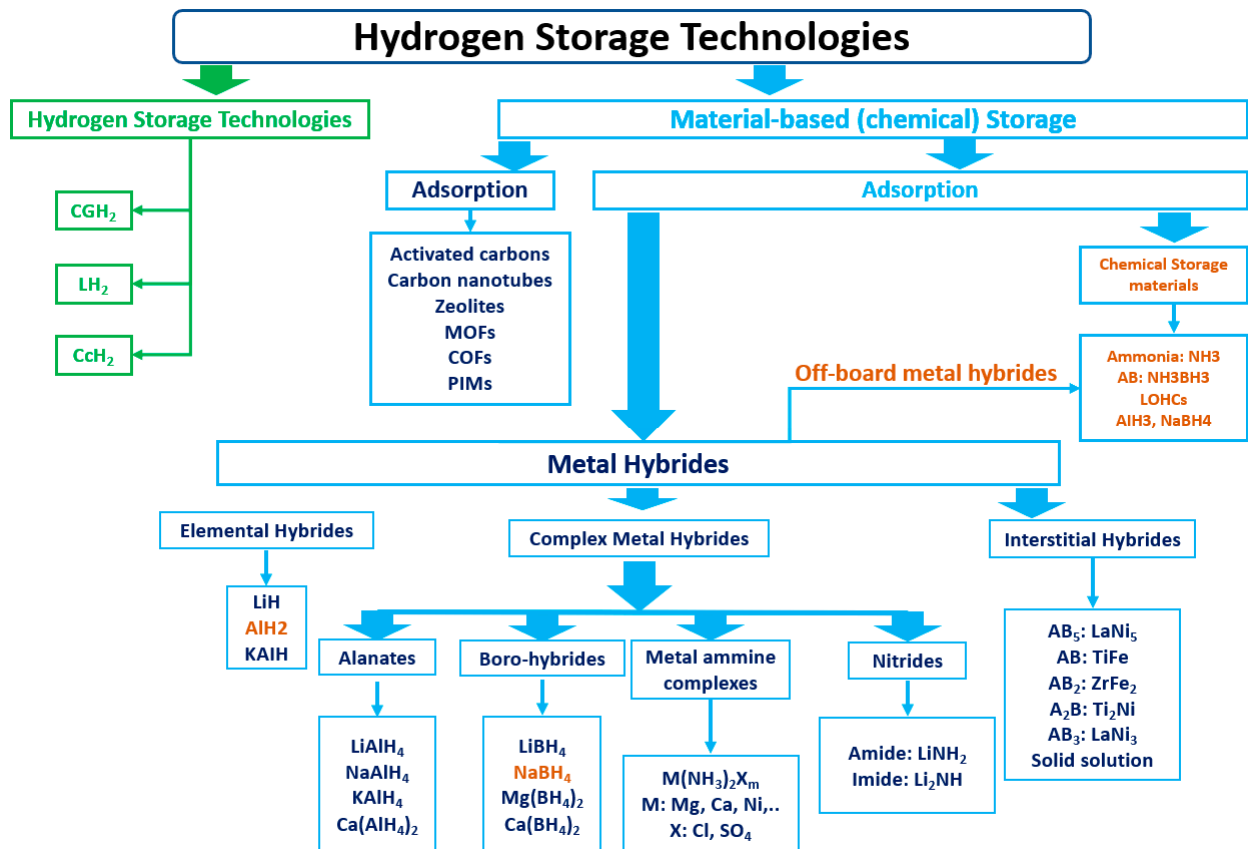 Hydrogen Storage Technologies
Hydrogen Storage Technologies
Material-based (chemical) Storage
CGH₂
LH₂
CcH₂
Adsorption
Adsorption
Activated carbons
Carbon nanotubes
Zeolites
MOFs
COFs
PIMs
Chemical Storage
materials
Off-board metal hybrides
Ammonia: NH3
AB: NH3BH3
LOHCs
AlH3, NaBH4
Metal Hybrides
Elemental Hybrides
Complex Metal Hybrides
Interstitial Hybrides
LiH
AlH2
KAIH
Alanates
Boro-hybrides
Metal ammine
complexes
Nitrides
LiAlH₄
NaAlH₄
KAlH₄
Ca(AlH₄)₂
LiBH₄
NaBH₄
Mg(BH₄)₂
Ca(BH₄)₂
M(NH₃)₂Xₘ
M: Mg, Ca, Ni,..
X: Cl, SO₄
Amide: LiNH₂
Imide: Li₂NH
AB₅: LaNi₅
AB: TiFe
AB₂: ZrFe₂
A₂B: Ti₂Ni
AB₃: LaNi₃
Solid solution